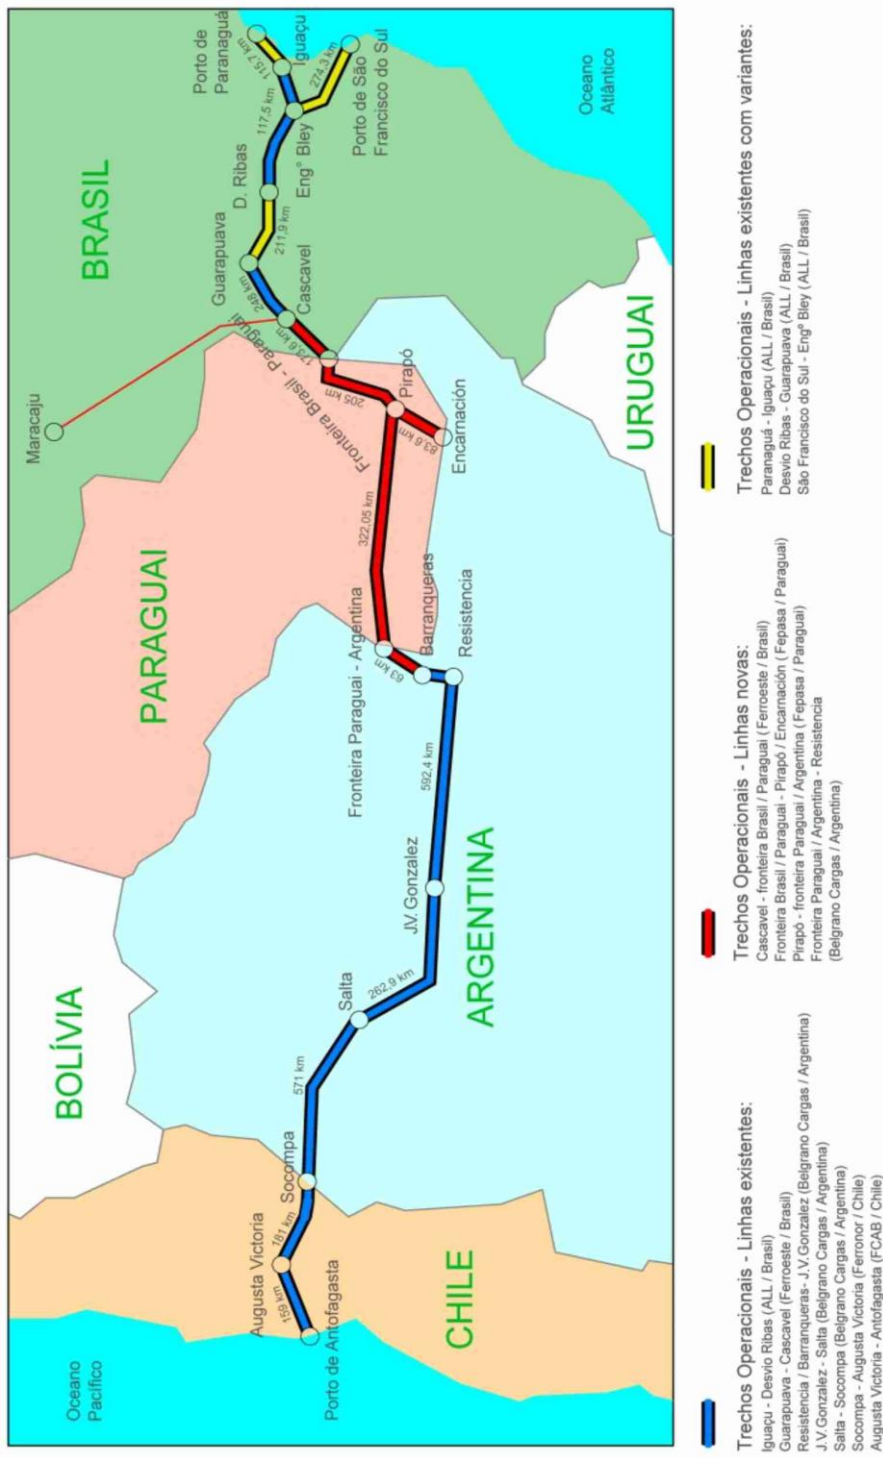 Oceano
Pacífico
BOLÍVIA
PARAGUAI
BRASIL
Maracaju
Porto de
Paranaguá
115,7 km
Iguaçu
117,5 km
274,3 km
Porto de São
Francisco do Sul
Engº Bley
D. Ribas
211,9 km
Guarapuava
248 km
Cascavel
173,6 km
Fronteira Brasil - Paraguai
205 km
Pirapó
83,6 km
Encarnación
322,05 km
Fronteira Paraguai - Argentina
63 km
Barranqueras
Resistencia
592,4 km
J.V. Gonzalez
262,9 km
Salta
571 km
Socompa
181 km
Augusta Victoria
159 km
Porto de Antofagasta
CHILE
ARGENTINA
URUGUAI
Oceano
Atlântico
Trechos Operacionais - Linhas existentes:
Iguaçu - Desvio Ribas (ALL / Brasil)
Guarapuava - Cascavel (Ferroeste / Brasil)
Resistencia / Barranqueras- J.V.Gonzalez (Belgrano Cargas / Argentina)
J.V.Gonzalez - Salta (Belgrano Cargas / Argentina)
Salta - Socompa (Belgrano Cargas / Argentina)
Socompa - Augusta Victoria (Ferronor / Chile)
Augusta Victoria - Antofagasta (FCAB / Chile)
Trechos Operacionais - Linhas novas:
Cascavel - fronteira Brasil / Paraguai (Ferroeste / Brasil)
Fronteira Brasil / Paraguai - Pirapó / Encarnación ( Fepasa / Paraguai)
Pirapó - fronteira Paraguai / Argentina ( Fepasa / Paraguai)
Fronteira Paraguai / Argentina - Resistencia
(Belgrano Cargas / Argentina)
Trechos Operacionais - Linhas existentes com variantes:
Paranaguá - Iguaçu (ALL / Brasil)
Desvio Ribas - Guarapuava (ALL / Brasil)
São Francisco do Sul - Engº Bley (ALL / Brasil)